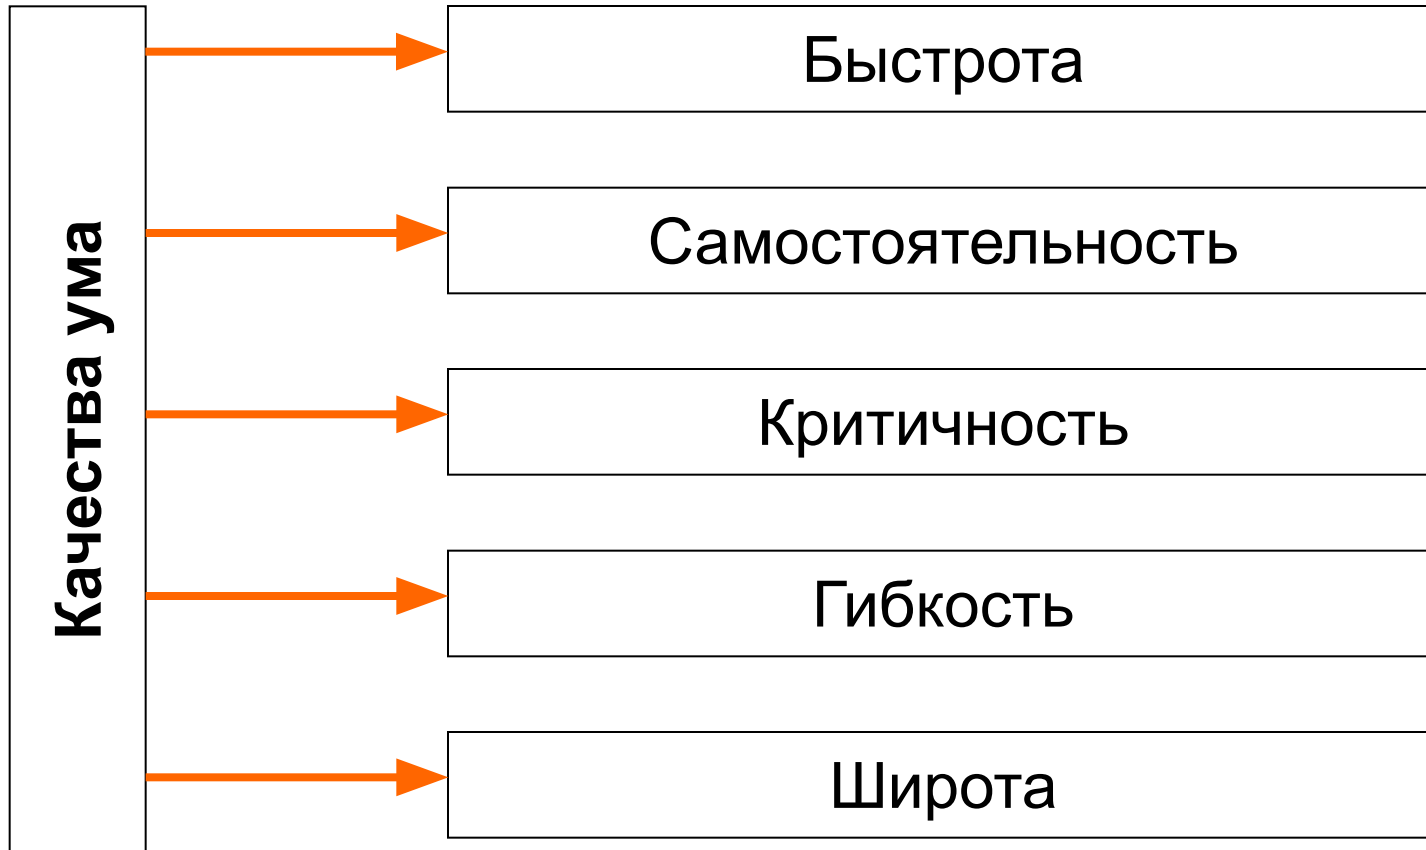 Качества ума
Быстрота
Самостоятельность
Критичность
Гибкость
Широта